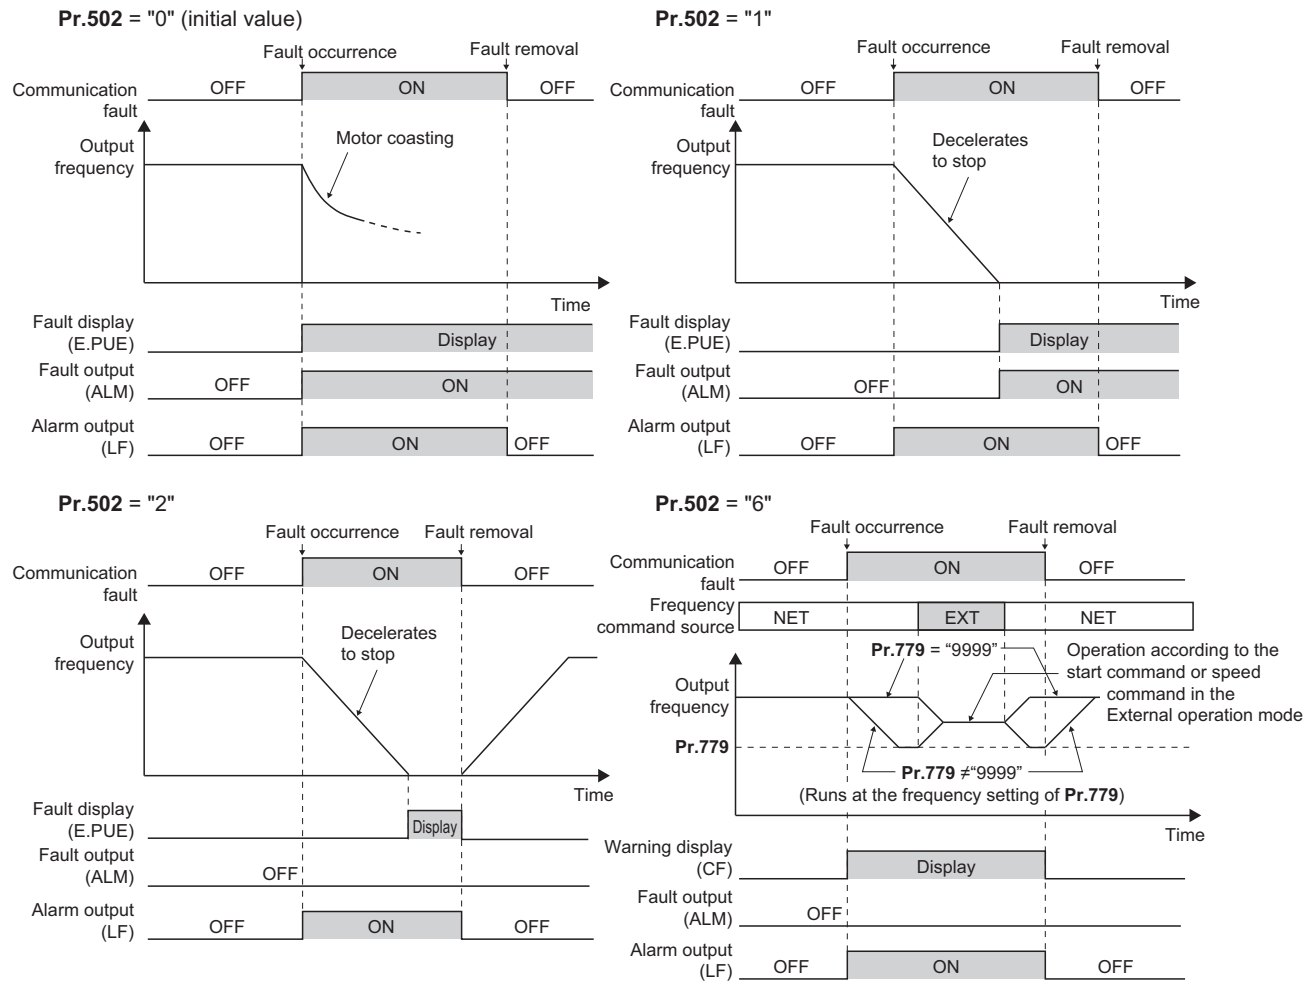 Pr.502 = "0" (initial value)
Fault occurrence
Fault removal
Communication
fault
OFF
ON
OFF
Output
frequency
Motor coasting
Time
Fault display
(E.PUE)
Display
Fault output
(ALM)
OFF
ON
Alarm output
(LF)
OFF
ON
OFF
Pr.502 = "1"
Fault occurrence
Fault removal
Communication
fault
OFF
ON
OFF
Output
frequency
Decelerates
to stop
Time
Fault display
(E.PUE)
Display
Fault output
(ALM)
OFF
ON
Alarm output
(LF)
OFF
ON
OFF
Pr.502 = "2"
Fault occurrence
Fault removal
Communication
fault
OFF
ON
OFF
Output
frequency
Decelerates
to stop
Time
Fault display
(E.PUE)
Display
Fault output
(ALM)
OFF
Alarm output
(LF)
OFF
ON
OFF
Pr.502 = "6"
Fault occurrence
Fault removal
Communication
fault
OFF
ON
OFF
Frequency
command source
NET
EXT
NET
Pr.779 = “9999”
Operation according to the
start command or speed
command in the
External operation mode
Output
frequency
Pr.779
Pr.779 ≠“9999”
(Runs at the frequency setting of Pr.779)
Time
Warning display
(CF)
Display
Fault output
(ALM)
OFF
Alarm output
(LF)
OFF
ON
OFF